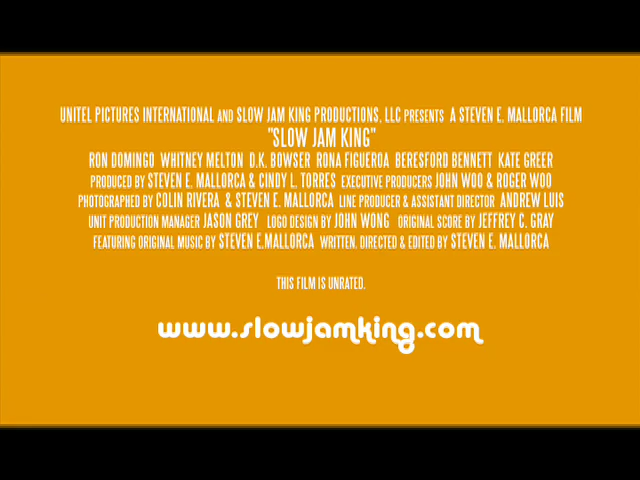 UNITEL PICTURES INTERNATIONAL AND SLOW JAM KING PRODUCTIONS, LLC PRESENTS A STEVEN E. MALLORCA FILM
"SLOW JAM KING"
RON DOMINGO WHITNEY MELTON D.K. BOWSER RONA FIGUEROA BERESFORD BENNETT KATE GREER
PRODUCED BY STEVEN E. MALLORCA & CINDY L. TORRES EXECUTIVE PRODUCERS JOHN WOO & ROGER WOO
PHOTOGRAPHED BY COLIN RIVERA & STEVEN E. MALLORCA LINE PRODUCER & ASSISTANT DIRECTOR ANDREW LUIS
UNIT PRODUCTION MANAGER JASON GREY LOGO DESIGN BY JOHN WONG ORIGINAL SCORE BY JEFFREY C. GRAY
FEATURING ORIGINAL MUSIC BY STEVEN E.MALLORCA WRITTEN, DIRECTED & EDITED BY STEVEN E. MALLORCA
THIS FILM IS UNRATED.
www.slowjamking.com